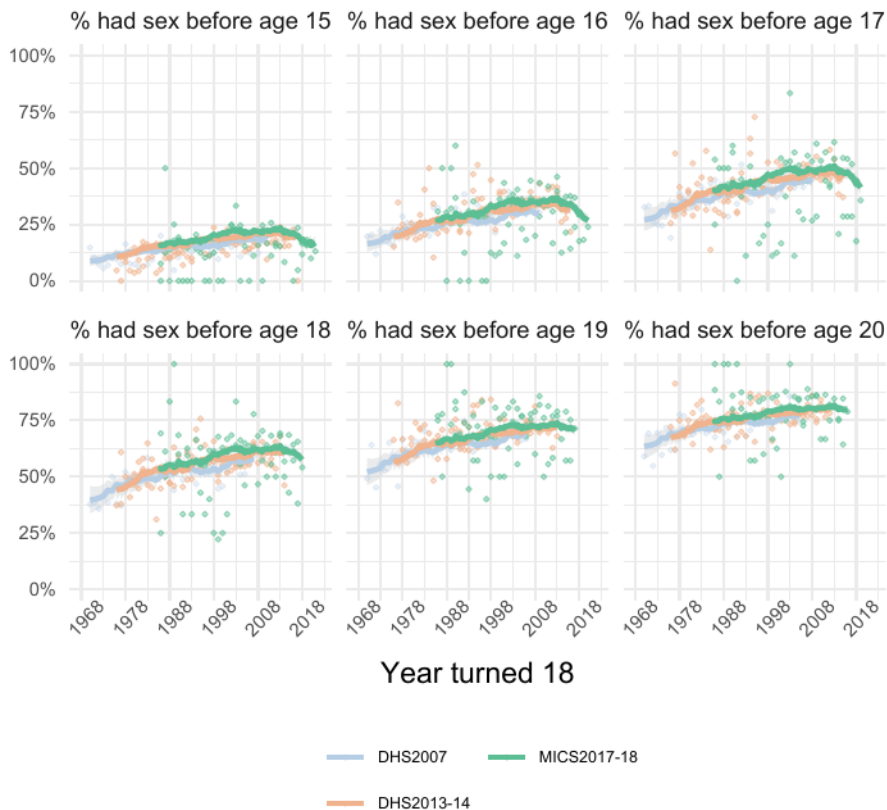 % had sex before age 15 % had sex before age 16 % had sex before age 17
100%
75%
50%
25%
0%
% had sex before age 18 % had sex before age 19 % had sex before age 20
100%
75%
50%
25%
0%
1968 1978 1988 1998 2008 2018 1968 1978 1988 1998 2008 2018 1968 1978 1988 1998 2008 2018
Year turned 18
DHS2007 MICS2017-18
DHS2013-14